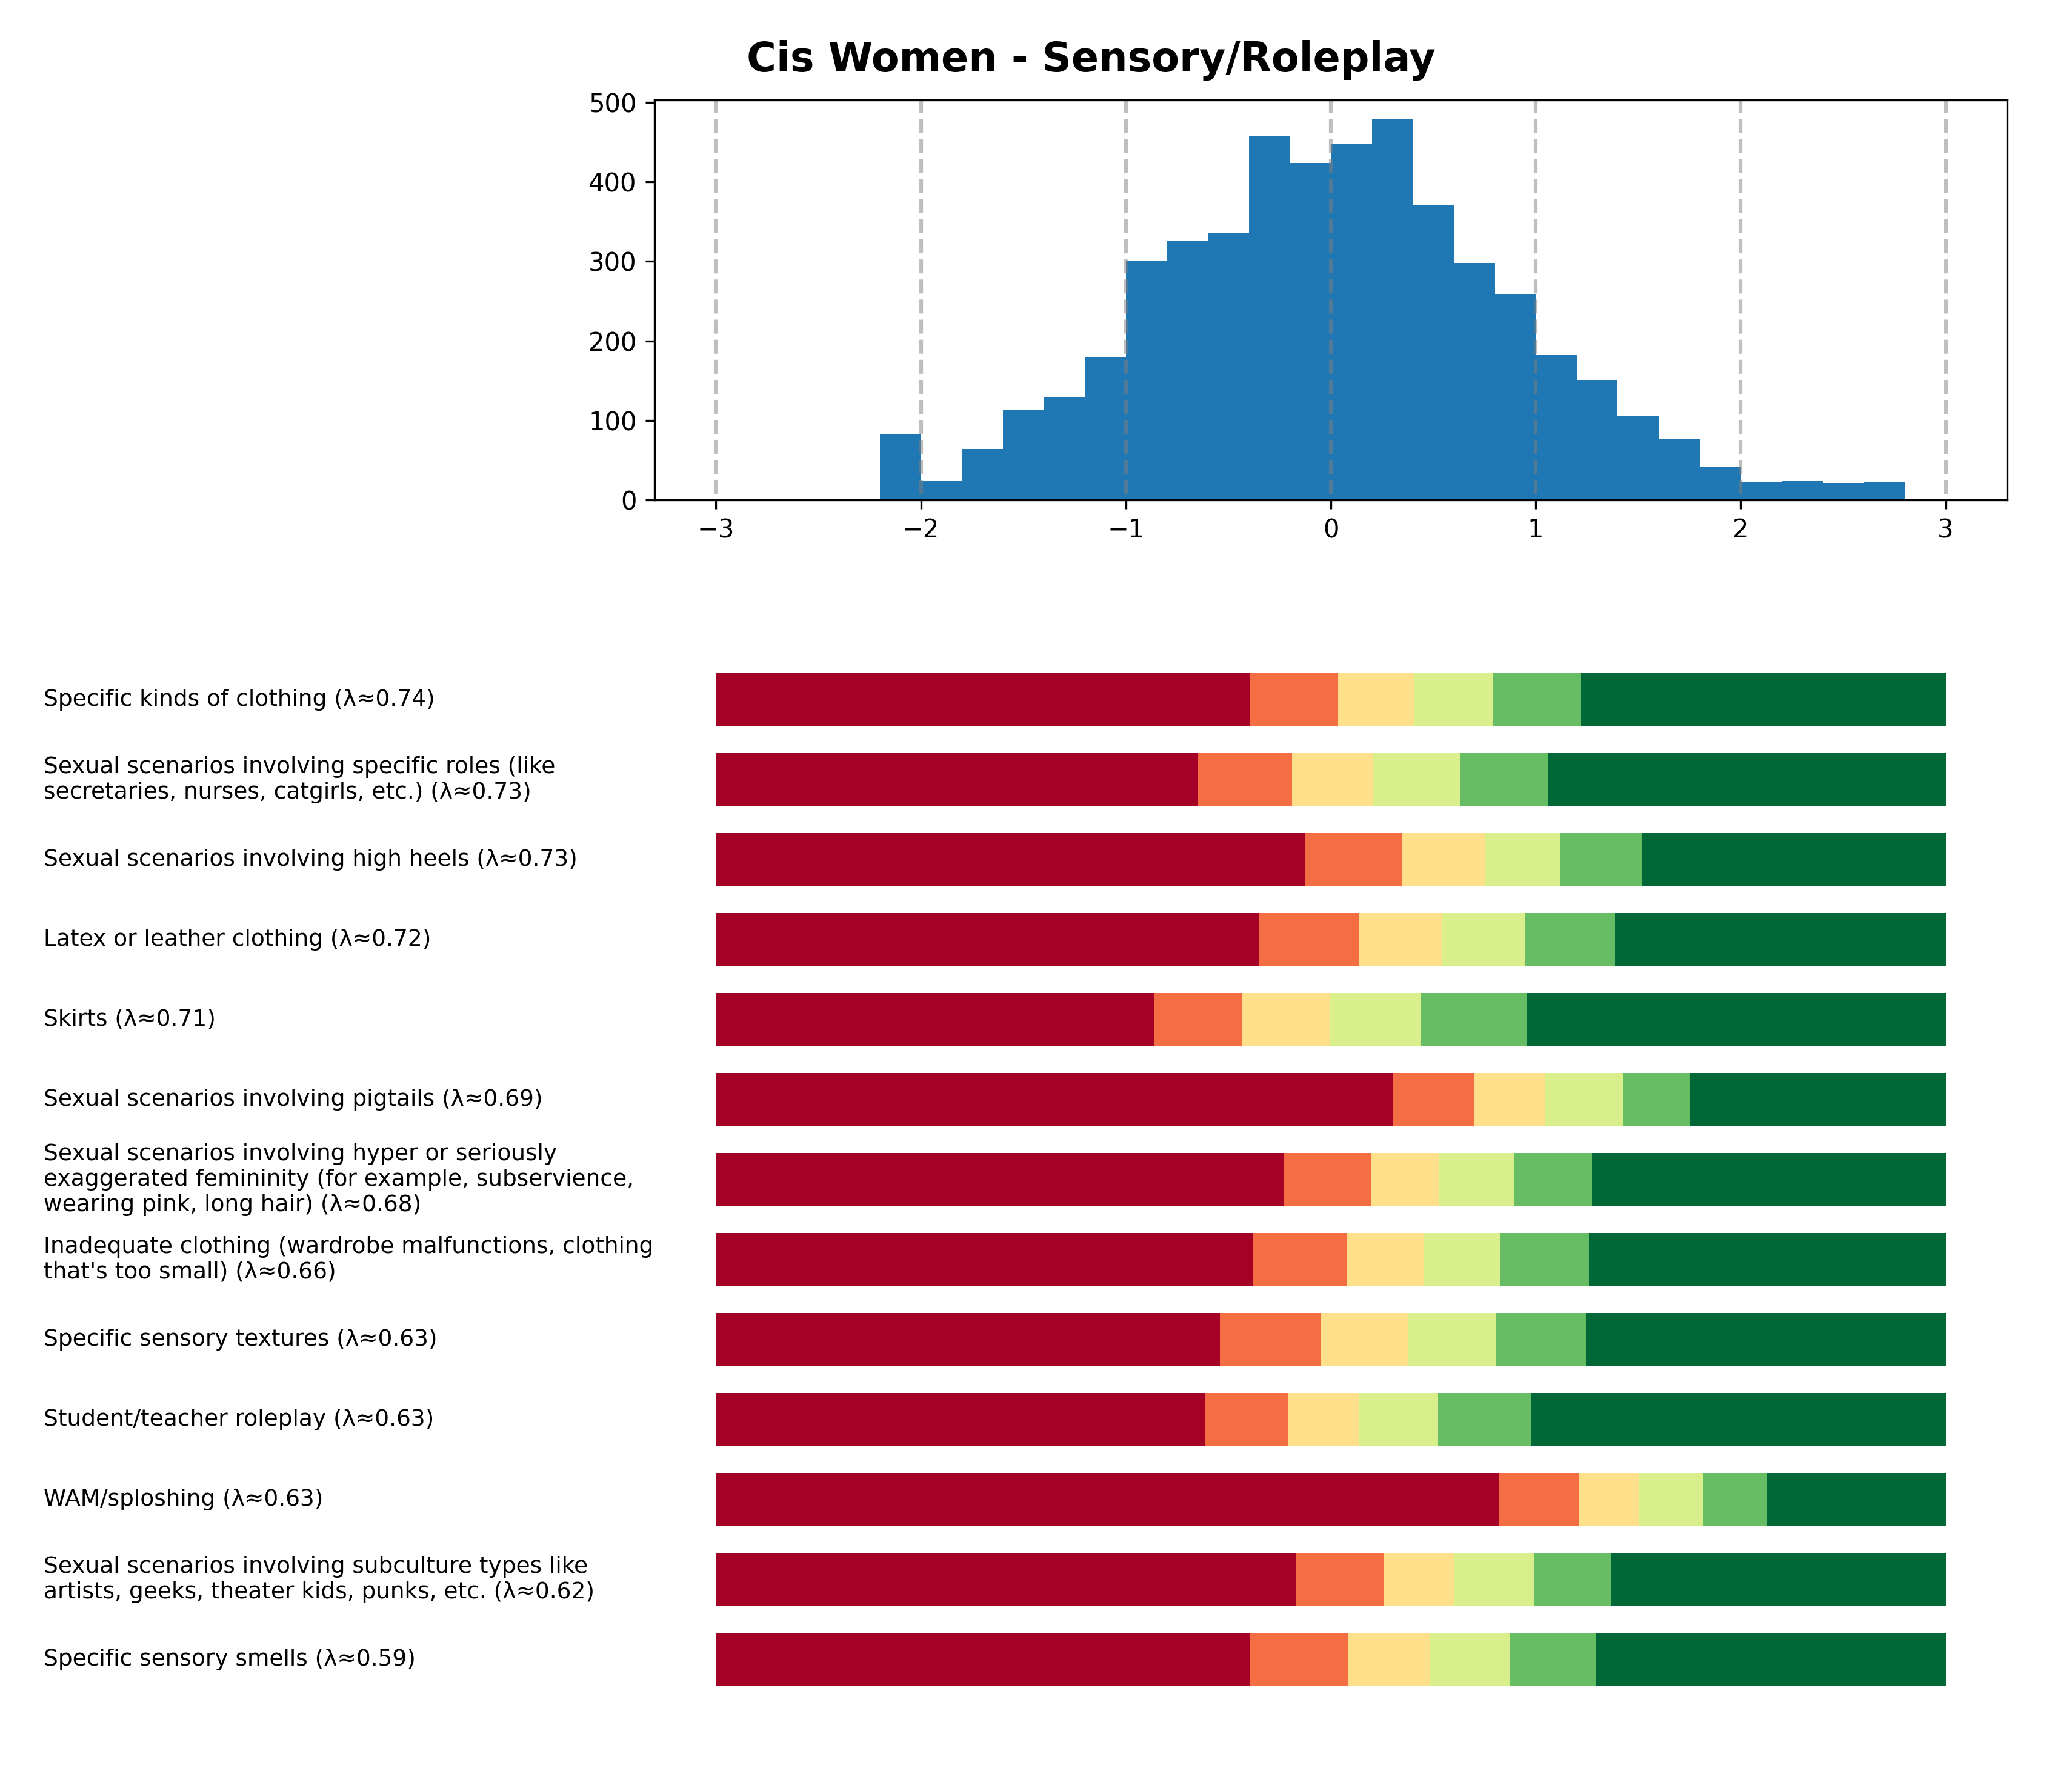 Cis Women - Sensory/Roleplay
500
400
300
200
100
0
−3
−2
−1
0
1
2
3
Specific kinds of clothing (λ≈0.74)
Sexual scenarios involving specific roles (like
secretaries, nurses, catgirls, etc.) (λ≈0.73)
Sexual scenarios involving high heels (λ≈0.73)
Latex or leather clothing (λ≈0.72)
Skirts (λ≈0.71)
Sexual scenarios involving pigtails (λ≈0.69)
Sexual scenarios involving hyper or seriously
exaggerated femininity (for example, subservience,
wearing pink, long hair) (λ≈0.68)
Inadequate clothing (wardrobe malfunctions, clothing
that's too small) (λ≈0.66)
Specific sensory textures (λ≈0.63)
Student/teacher roleplay (λ≈0.63)
WAM/sploshing (λ≈0.63)
Sexual scenarios involving subculture types like
artists, geeks, theater kids, punks, etc. (λ≈0.62)
Specific sensory smells (λ≈0.59)